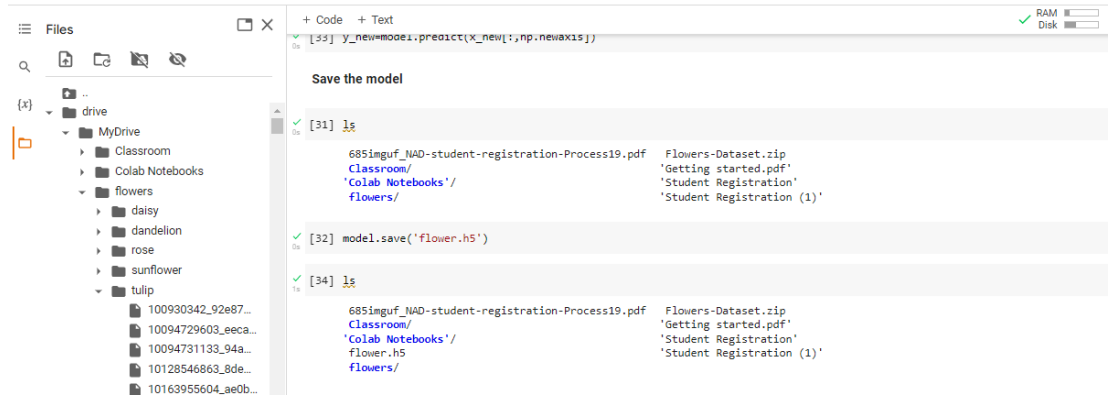 Files
..
drive
MyDrive
Classroom
Colab Notebooks
flowers
daisy
dandelion
rose
sunflower
tulip
100930342_92e87...
10094729603_eeca...
10094731133_94a...
10128546863_8de...
10163955604_ae0b...
{x}
+ Code + Text
RAM
Disk
[33] y_new=model.predict(x_new[:,np.newaxis])
0s
Save the model
[31] ls
0s
685imguf_NAD-student-registration-Process19.pdf Flowers-Dataset.zip
Classroom/ 'Getting started.pdf'
'Colab Notebooks'/ 'Student Registration'
flowers/ 'Student Registration (1)'
[32] model.save('flower.h5')
0s
[34] ls
1s
685imguf_NAD-student-registration-Process19.pdf Flowers-Dataset.zip
Classroom/ 'Getting started.pdf'
'Colab Notebooks'/ 'Student Registration'
flower.h5 'Student Registration (1)'
flowers/